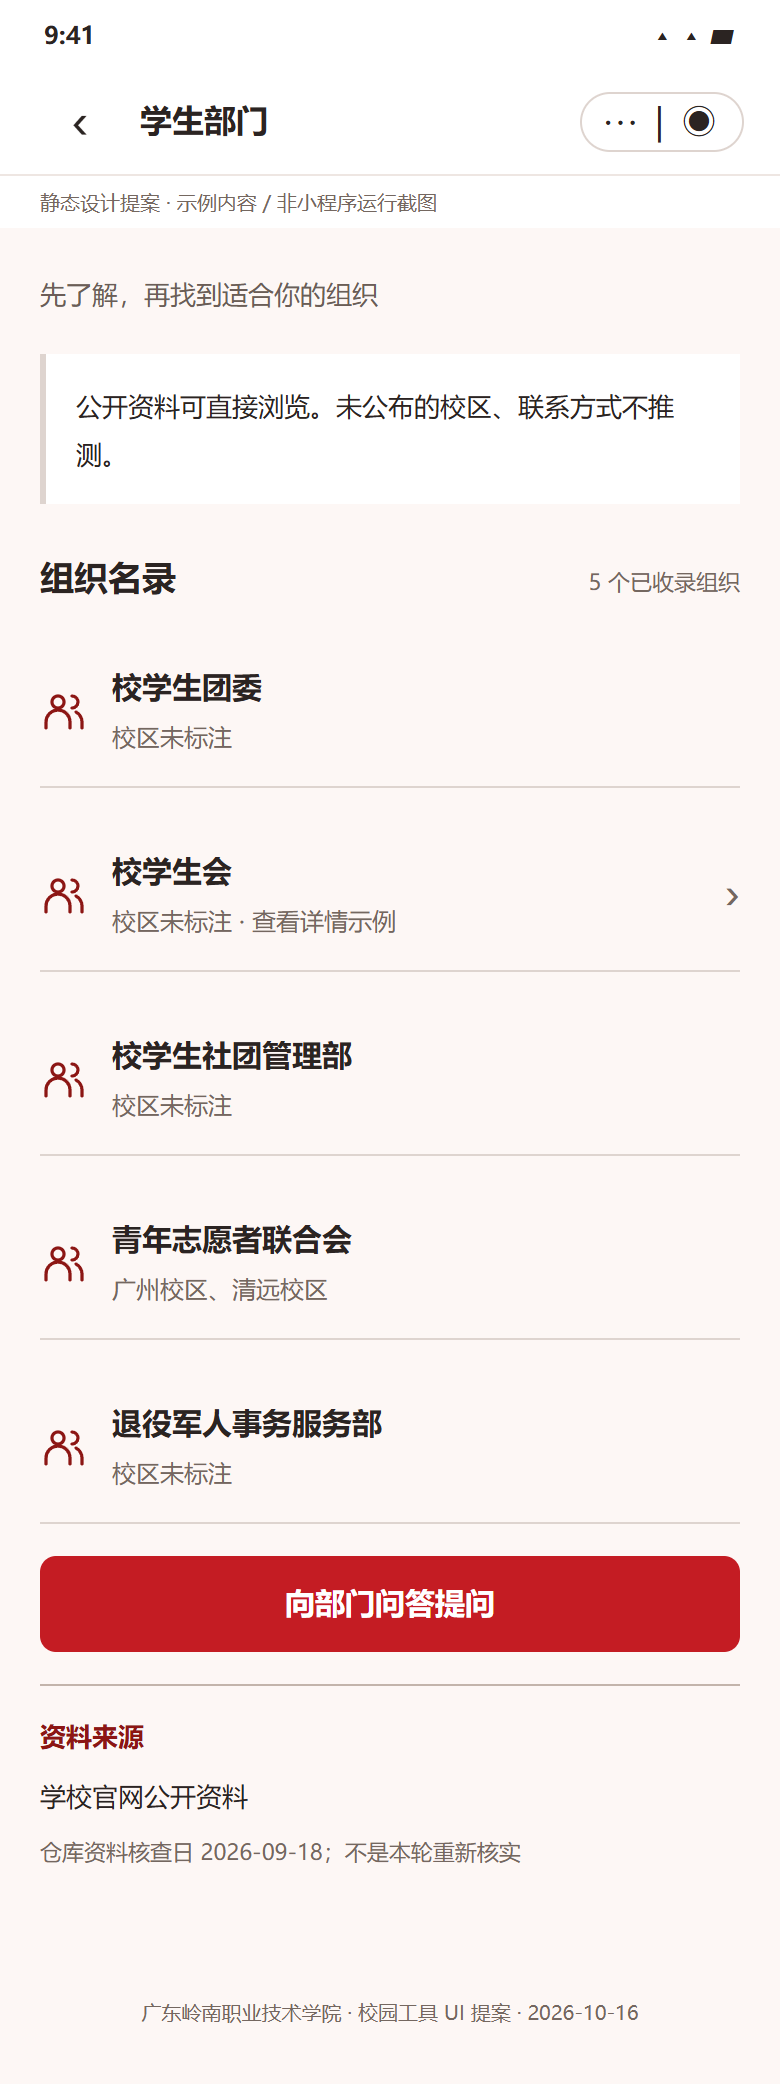 9:41
学生部门
静态设计提案 · 示例内容 / 非小程序运行截图
先了解，再找到适合你的组织
公开资料可直接浏览。未公布的校区、联系方式不推
测。
组织名录
5 个已收录组织
校学生团委
校区未标注
校学生会
校区未标注 · 查看详情示例
校学生社团管理部
校区未标注
青年志愿者联合会
广州校区、清远校区
退役军人事务服务部
校区未标注
向部门问答提问
资料来源
学校官网公开资料
仓库资料核查日 2026-09-18；不是本轮重新核实
广东岭南职业技术学院 · 校园工具 UI 提案 · 2026-10-16